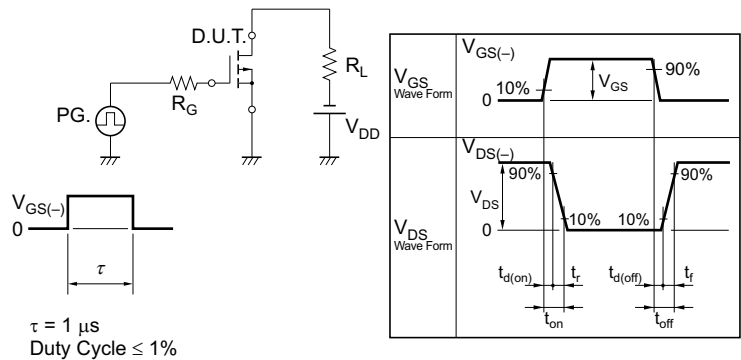 D.U.T.
R_L
R_G
PG.
V_DD
V_GS(–)
0
τ
τ = 1 µs
Duty Cycle ≤ 1%
V_GS
Wave Form
V_GS(–)
10%
90%
V_GS
0
V_DS
Wave Form
V_DS(–)
90%
90%
V_DS
10%
10%
0
t_d(on)
t_r
t_d(off)
t_f
t_on
t_off